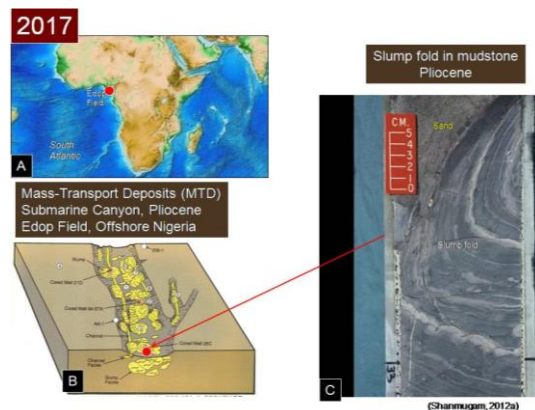 2017
Edop
Field
South
Atlantic
A
Mass-Transport Deposits (MTD)
Submarine Canyon, Pliocene
Edop Field, Offshore Nigeria
Slump
Channel
B
Slump fold in mudstone
Pliocene
CM.
5
4
3
2
1
0
Sand
Slump fold
C
(Shanmugam, 2012a)